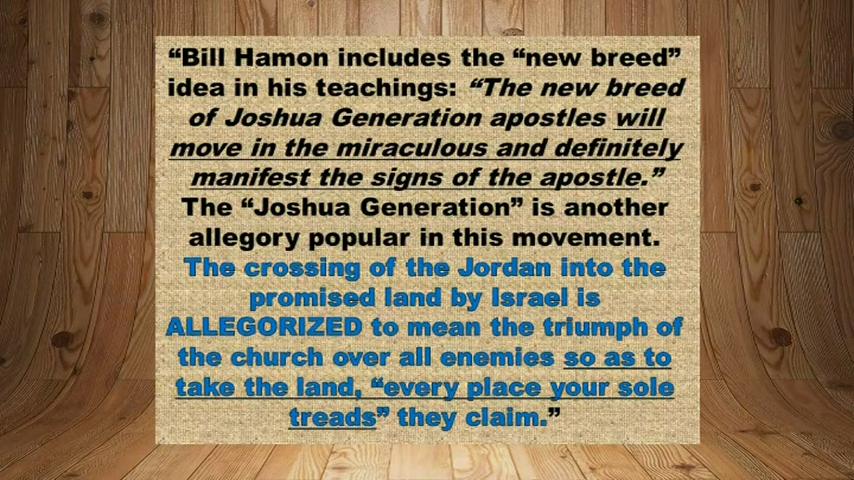 “Bill Hamon includes the “new breed”
idea in his teachings: “The new breed
of Joshua Generation apostles will
move in the miraculous and definitely
manifest the signs of the apostle.”
The “Joshua Generation” is another
allegory popular in this movement.
The crossing of the Jordan into the
promised land by Israel is
ALLEGORIZED to mean the triumph of
the church over all enemies so as to
take the land, “every place your sole
treads” they claim.”